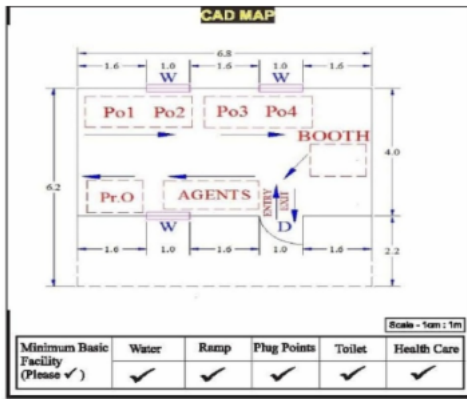 CAD MAP
6.8
1.6 1.0 1.6 1.0 1.6
W W
Po1 Po2 Po3 Po4
BOOTH
4.0
6.2
Pr.O AGENTS ENTRY EXIT
W D
1.6 1.0 1.6 1.0 1.6
2.2
Scale - 1cm : 1m
Minimum Basic Facility (Please ✓) Water Ramp Plug Points Toilet Health Care
✓ ✓ ✓ ✓ ✓